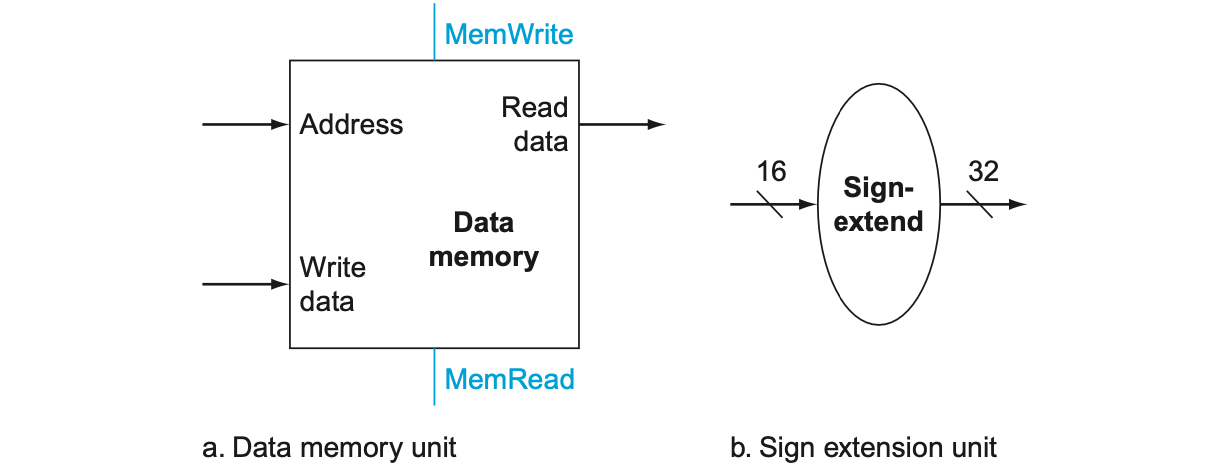 MemWrite
Address
Read
data
Data
memory
Write
data
MemRead
a. Data memory unit
16
Sign-
extend
32
b. Sign extension unit